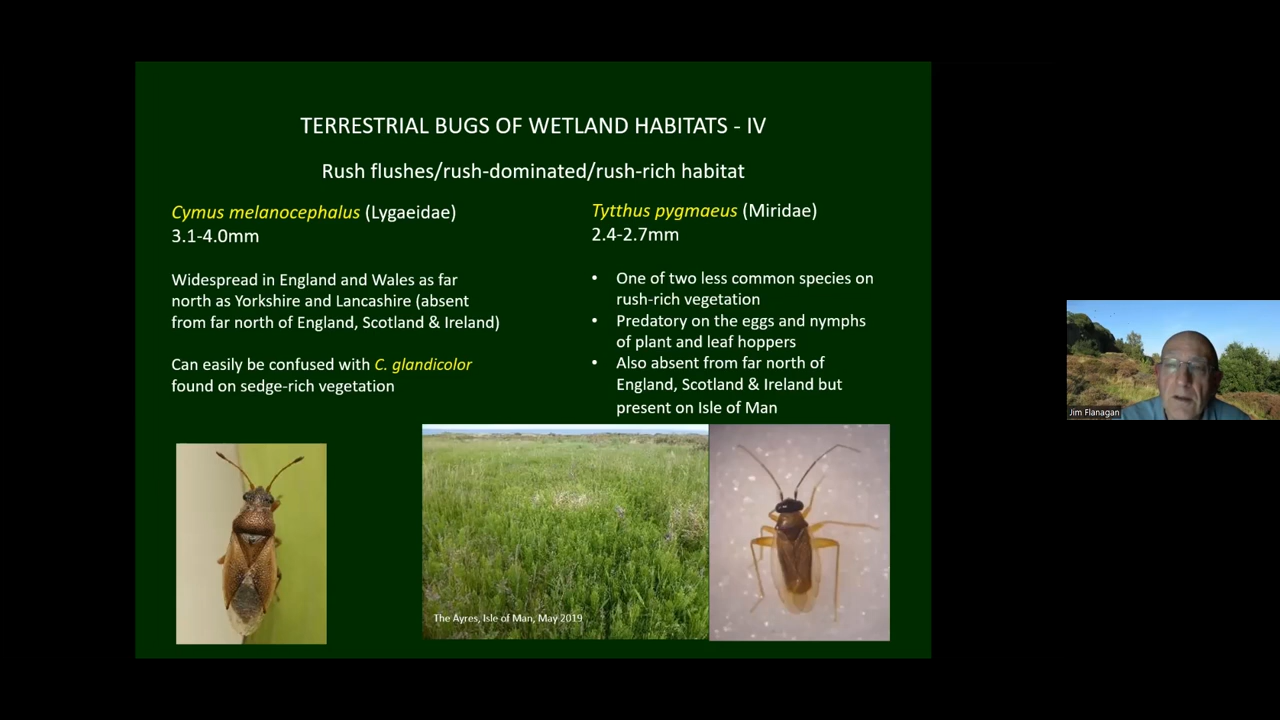 TERRESTRIAL BUGS OF WETLAND HABITATS - IV
Rush flushes/rush-dominated/rush-rich habitat
Cymus melanocephalus (Lygaeidae)
3.1-4.0mm
Widespread in England and Wales as far
north as Yorkshire and Lancashire (absent
from far north of England, Scotland & Ireland)
Can easily be confused with C. glandicolor
found on sedge-rich vegetation
Tytthus pygmaeus (Miridae)
2.4-2.7mm
• One of two less common species on
rush-rich vegetation
• Predatory on the eggs and nymphs
of plant and leaf hoppers
• Also absent from far north of
England, Scotland & Ireland but
present on Isle of Man
The Ayres, Isle of Man, May 2019
Jim Flanagan